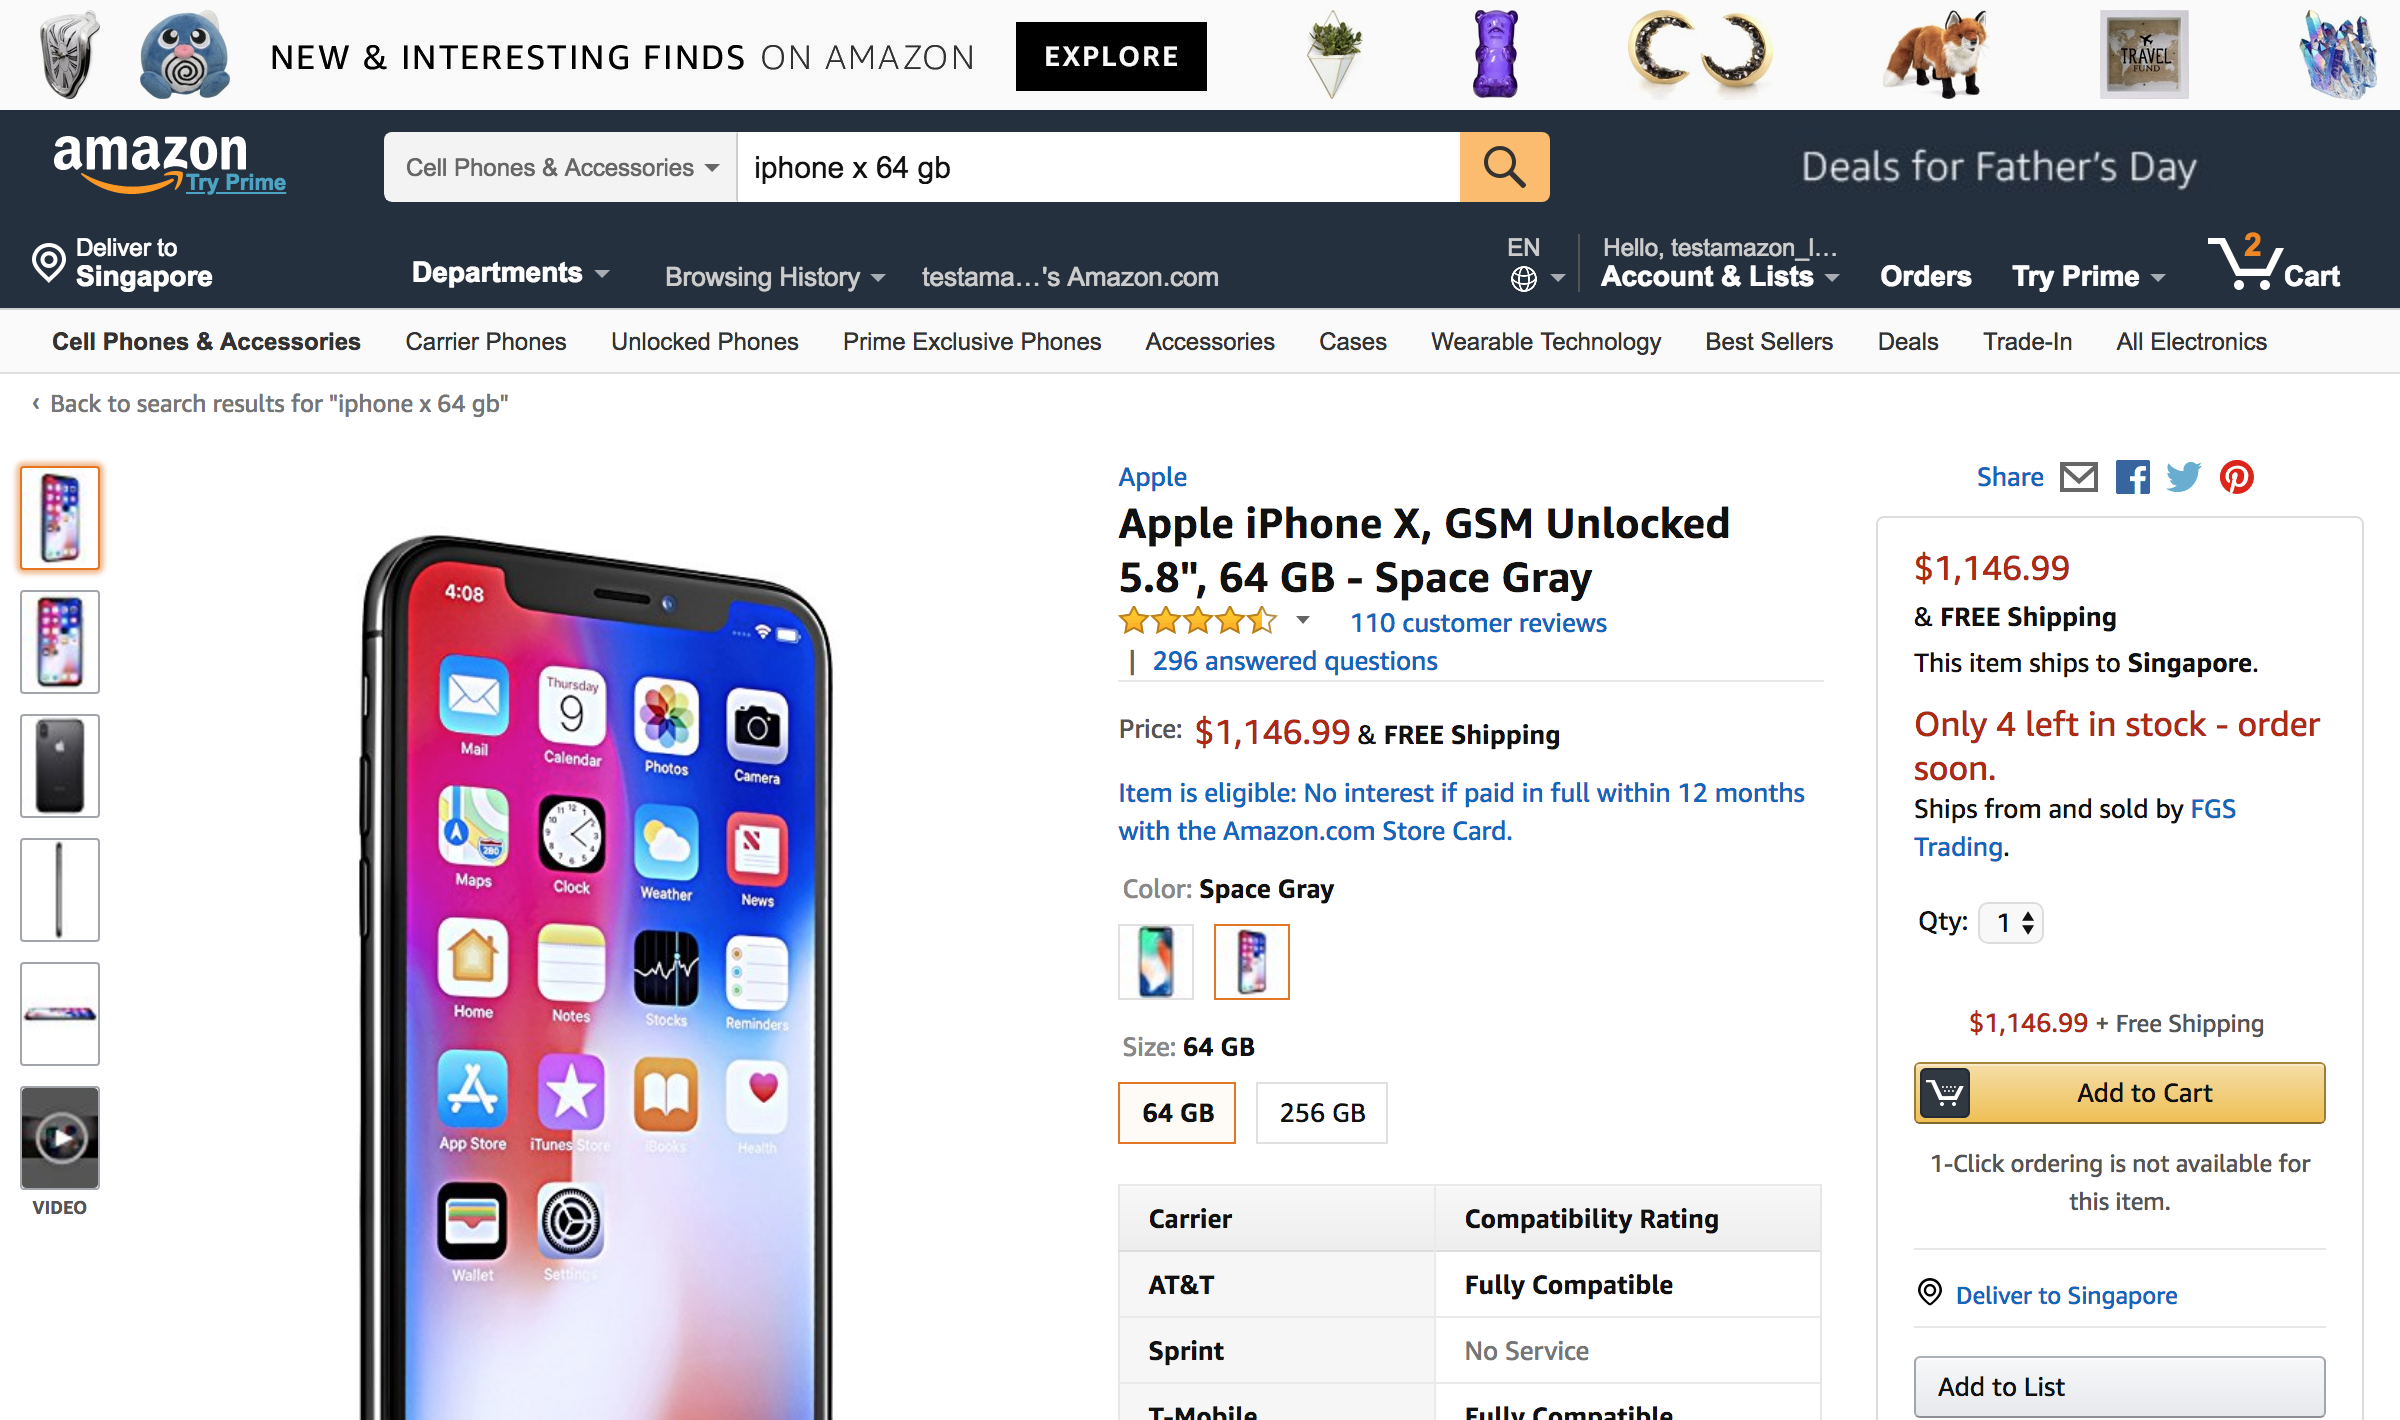 NEW & INTERESTING FINDS ON AMAZON
EXPLORE
TRAVEL
FUND
amazon
Try Prime
Cell Phones & Accessories
iphone x 64 gb
Deals for Father's Day
Deliver to
Singapore
Departments
Browsing History
testama...'s Amazon.com
EN
Hello, testamazon_l...
Account & Lists
Orders
Try Prime
2
Cart
Cell Phones & Accessories
Carrier Phones
Unlocked Phones
Prime Exclusive Phones
Accessories
Cases
Wearable Technology
Best Sellers
Deals
Trade-In
All Electronics
‹ Back to search results for "iphone x 64 gb"
VIDEO
4:08
Thursday
9
Mail
Calendar
Photos
Camera
280
Maps
Clock
Weather
News
Home
Notes
Stocks
Reminders
App Store
iTunes Store
iBooks
Health
Wallet
Settings
Apple
Apple iPhone X, GSM Unlocked
5.8", 64 GB - Space Gray
110 customer reviews
| 296 answered questions
Price: $1,146.99 & FREE Shipping
Item is eligible: No interest if paid in full within 12 months
with the Amazon.com Store Card.
Color: Space Gray
Size: 64 GB
64 GB
256 GB
Carrier
Compatibility Rating
AT&T
Fully Compatible
Sprint
No Service
T-Mobile
Fully Compatible
Share
$1,146.99
& FREE Shipping
This item ships to Singapore.
Only 4 left in stock - order
soon.
Ships from and sold by FGS
Trading.
Qty: 1
$1,146.99 + Free Shipping
Add to Cart
1-Click ordering is not available for
this item.
Deliver to Singapore
Add to List